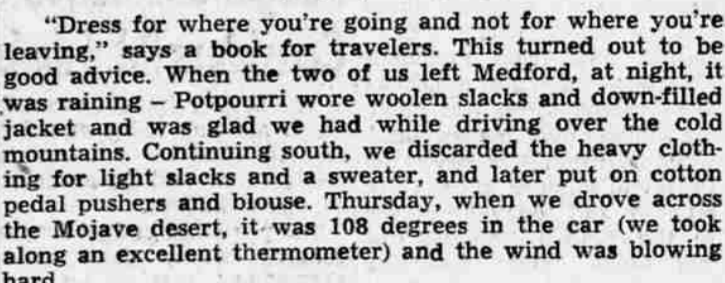 “Dress for where you're going and not for where you're
leaving,” says a book for travelers. This turned out to be
good advice. When the two of us left Medford, at night, it
was raining – Potpourri wore woolen slacks and down-filled
jacket and was glad we had while driving over the cold
mountains. Continuing south, we discarded the heavy cloth-
ing for light slacks and a sweater, and later put on cotton
pedal pushers and blouse. Thursday, when we drove across
the Mojave desert, it was 108 degrees in the car (we took
along an excellent thermometer) and the wind was blowing
hard